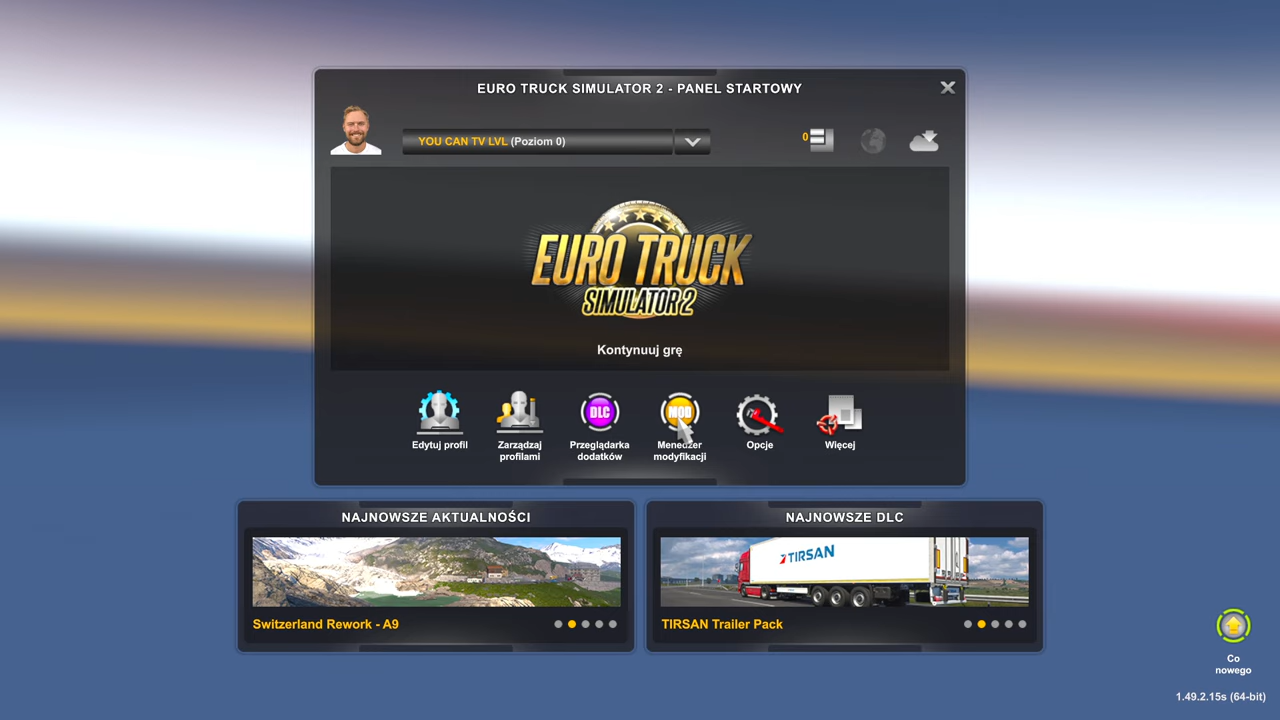 EURO TRUCK SIMULATOR 2 - PANEL STARTOWY
YOU CAN TV LVL (Poziom 0)
0
EURO TRUCK
SIMULATOR 2
Kontynuuj grę
DLC
MOD
Edytuj profil
Zarządzaj
profilami
Przeglądarka
dodatków
Menedżer
modyfikacji
Opcje
Więcej
NAJNOWSZE AKTUALNOŚCI
Switzerland Rework - A9
NAJNOWSZE DLC
TIRSAN
TIRSAN Trailer Pack
Co
nowego
1.49.2.15s (64-bit)